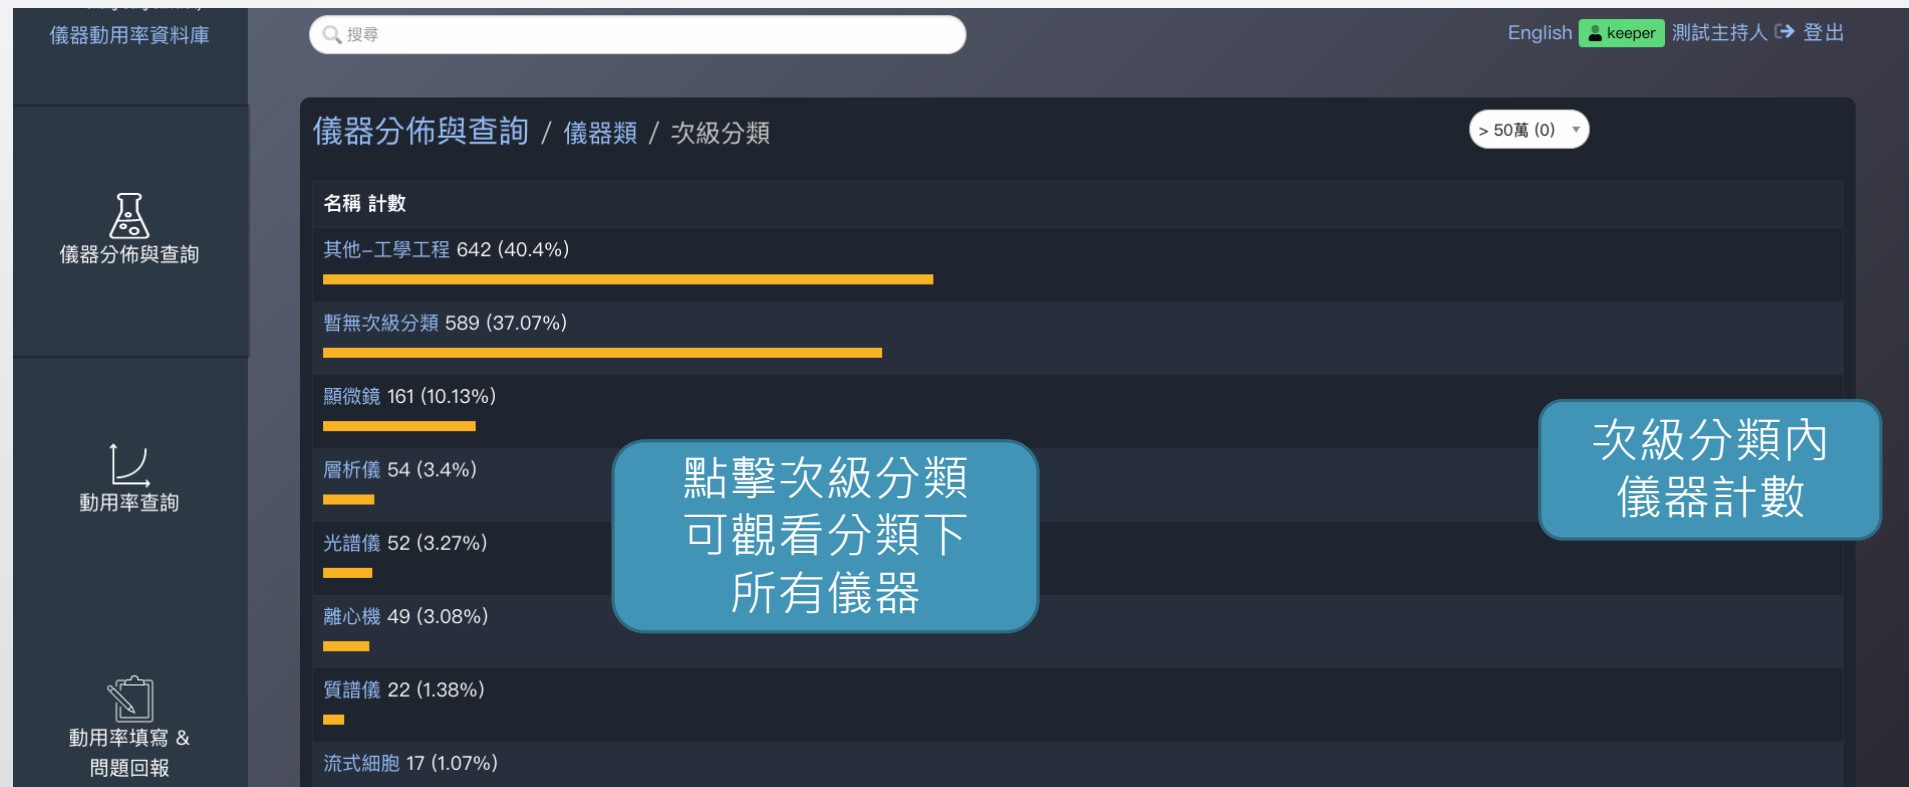 儀器動用率資料庫
搜尋
English keeper 測試主持人 登出
儀器分佈與查詢 / 儀器類 / 次級分類
> 50萬 (0)
名稱 計數
其他-工學工程 642 (40.4%)
儀器分佈與查詢
暫無次級分類 589 (37.07%)
顯微鏡 161 (10.13%)
層析儀 54 (3.4%)
動用率查詢
光譜儀 52 (3.27%)
離心機 49 (3.08%)
質譜儀 22 (1.38%)
動用率填寫 &
問題回報
流式細胞 17 (1.07%)
點擊次級分類
可觀看分類下
所有儀器
次級分類內
儀器計數